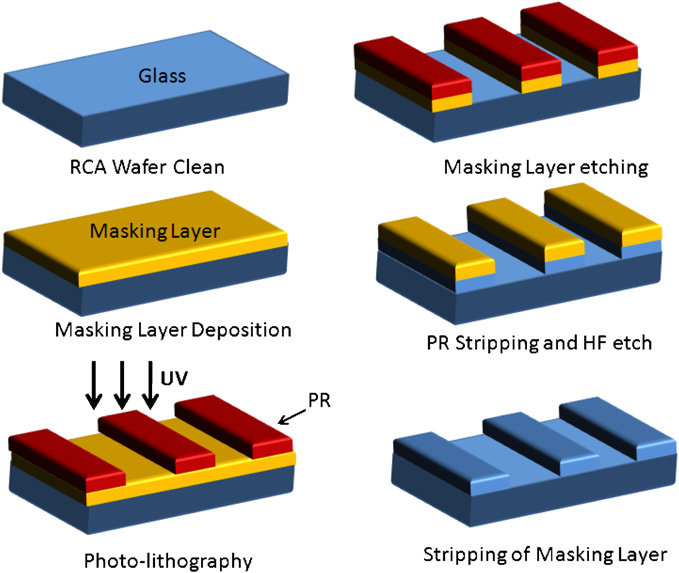 Glass
RCA Wafer Clean
Masking Layer
Masking Layer Deposition
UV
PR
Photo-lithography
Masking Layer etching
PR Stripping and HF etch
Stripping of Masking Layer